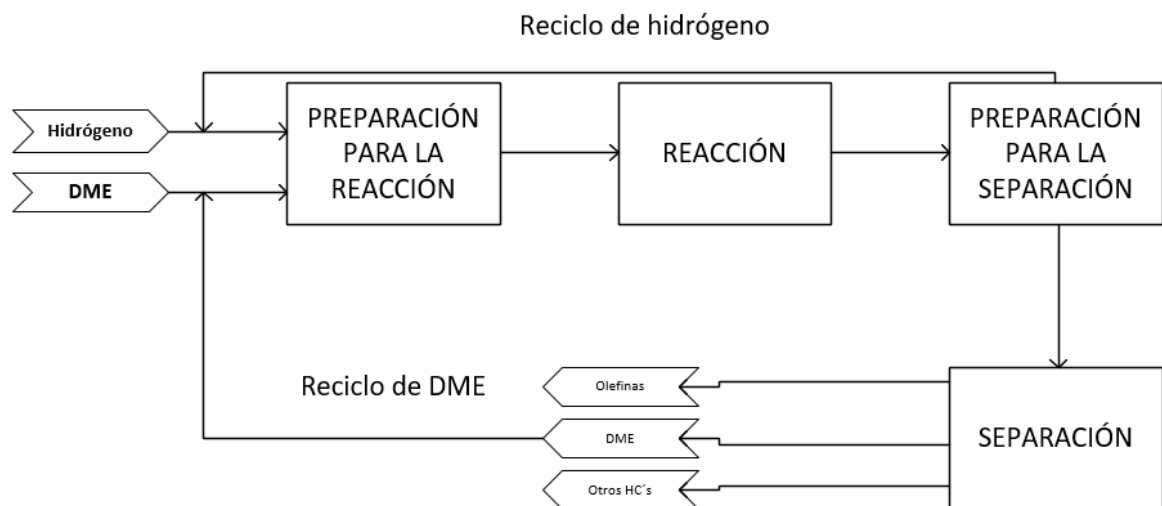 Reciclo de hidrógeno
Hidrógeno
DME
PREPARACIÓN
PARA LA
REACCIÓN
REACCIÓN
PREPARACIÓN
PARA LA
SEPARACIÓN
Reciclo de DME
Olefinas
DME
Otros HC´s
SEPARACIÓN